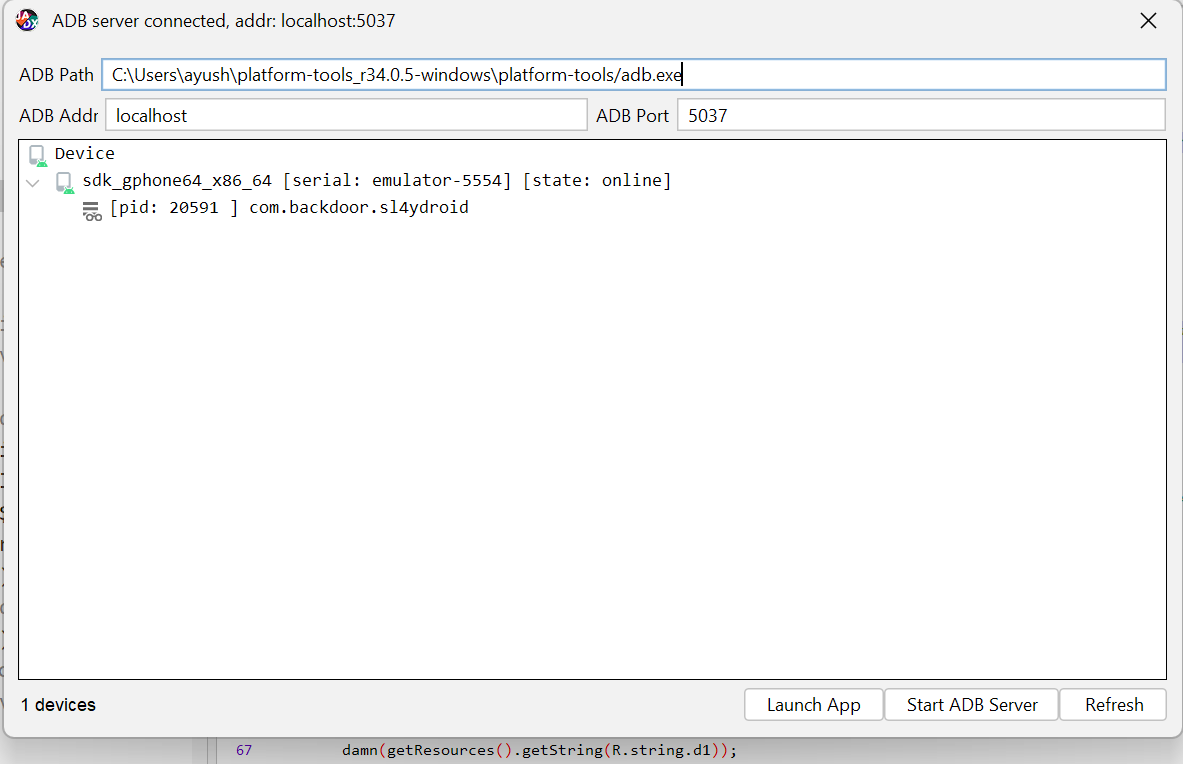 ADB server connected, addr: localhost:5037
ADB Path C:\Users\ayush\platform-tools_r34.0.5-windows\platform-tools/adb.exe
ADB Addr localhost ADB Port 5037
Device
sdk_gphone64_x86_64 [serial: emulator-5554] [state: online]
[pid: 20591 ] com.backdoor.sl4ydroid
1 devices Launch App Start ADB Server Refresh
67 damn(getResources().getString(R.string.d1));